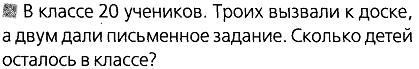 В классе 20 учеников. Троих вызвали к доске,
а двум дали письменное задание. Сколько детей
осталось в классе?